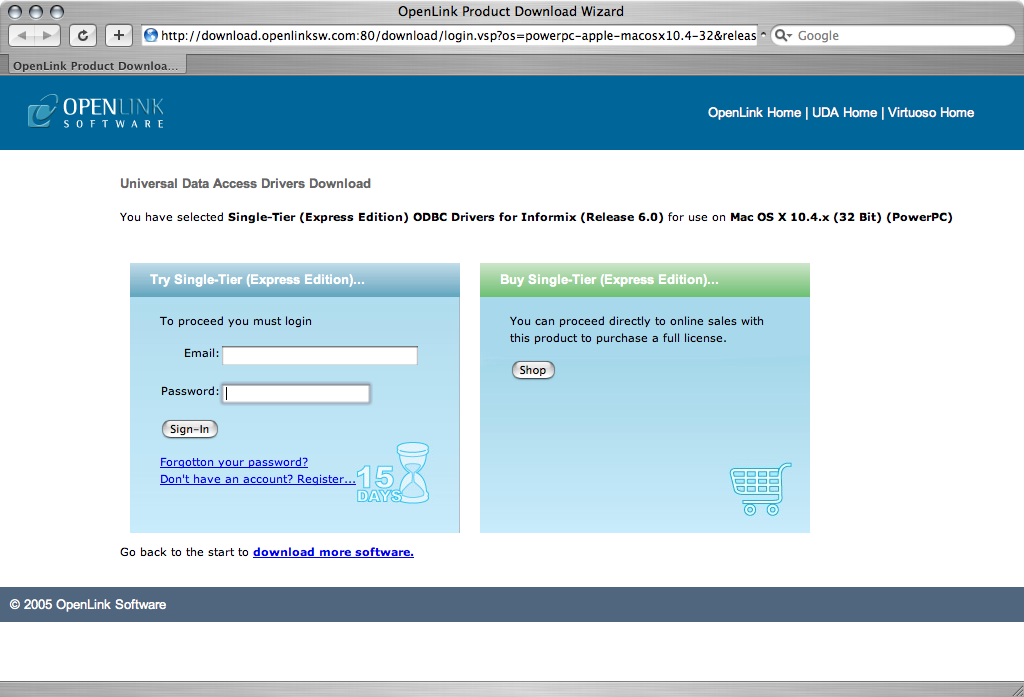 OpenLink Product Download Wizard
http://download.openlinksw.com:80/download/login.vsp?os=powerpc-apple-macosx10.4-32&releas
Google
OpenLink Product Downloa...
OPENLINK
SOFTWARE
OpenLink Home | UDA Home | Virtuoso Home
Universal Data Access Drivers Download
You have selected Single-Tier (Express Edition) ODBC Drivers for Informix (Release 6.0) for use on Mac OS X 10.4.x (32 Bit) (PowerPC)
Try Single-Tier (Express Edition)...
To proceed you must login
Email:
Password:
Sign-In
Forgotton your password?
Don't have an account? Register...
15
DAYS
Buy Single-Tier (Express Edition)...
You can proceed directly to online sales with
this product to purchase a full license.
Shop
Go back to the start to download more software.
© 2005 OpenLink Software